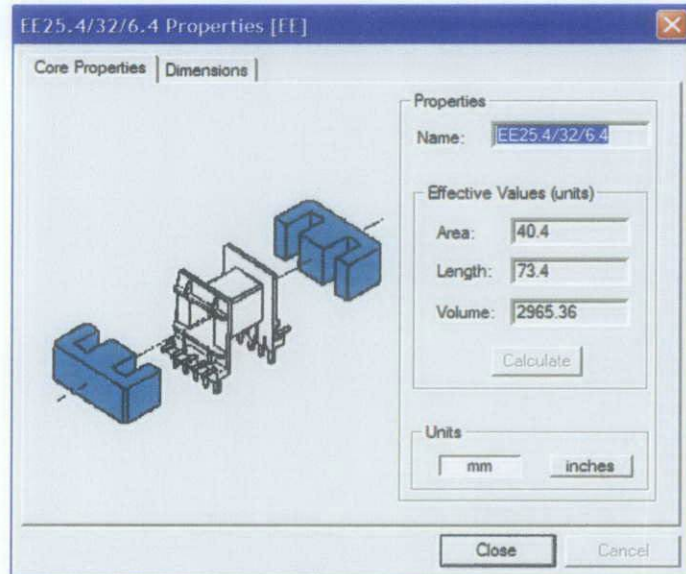 EE25.4/32/6.4 Properties [EE]
Core Properties
Dimensions
Properties
Name: EE25.4/32/6.4
Effective Values (units)
Area: 40.4
Length: 73.4
Volume: 2965.36
Calculate
Units
mm inches
Close Cancel